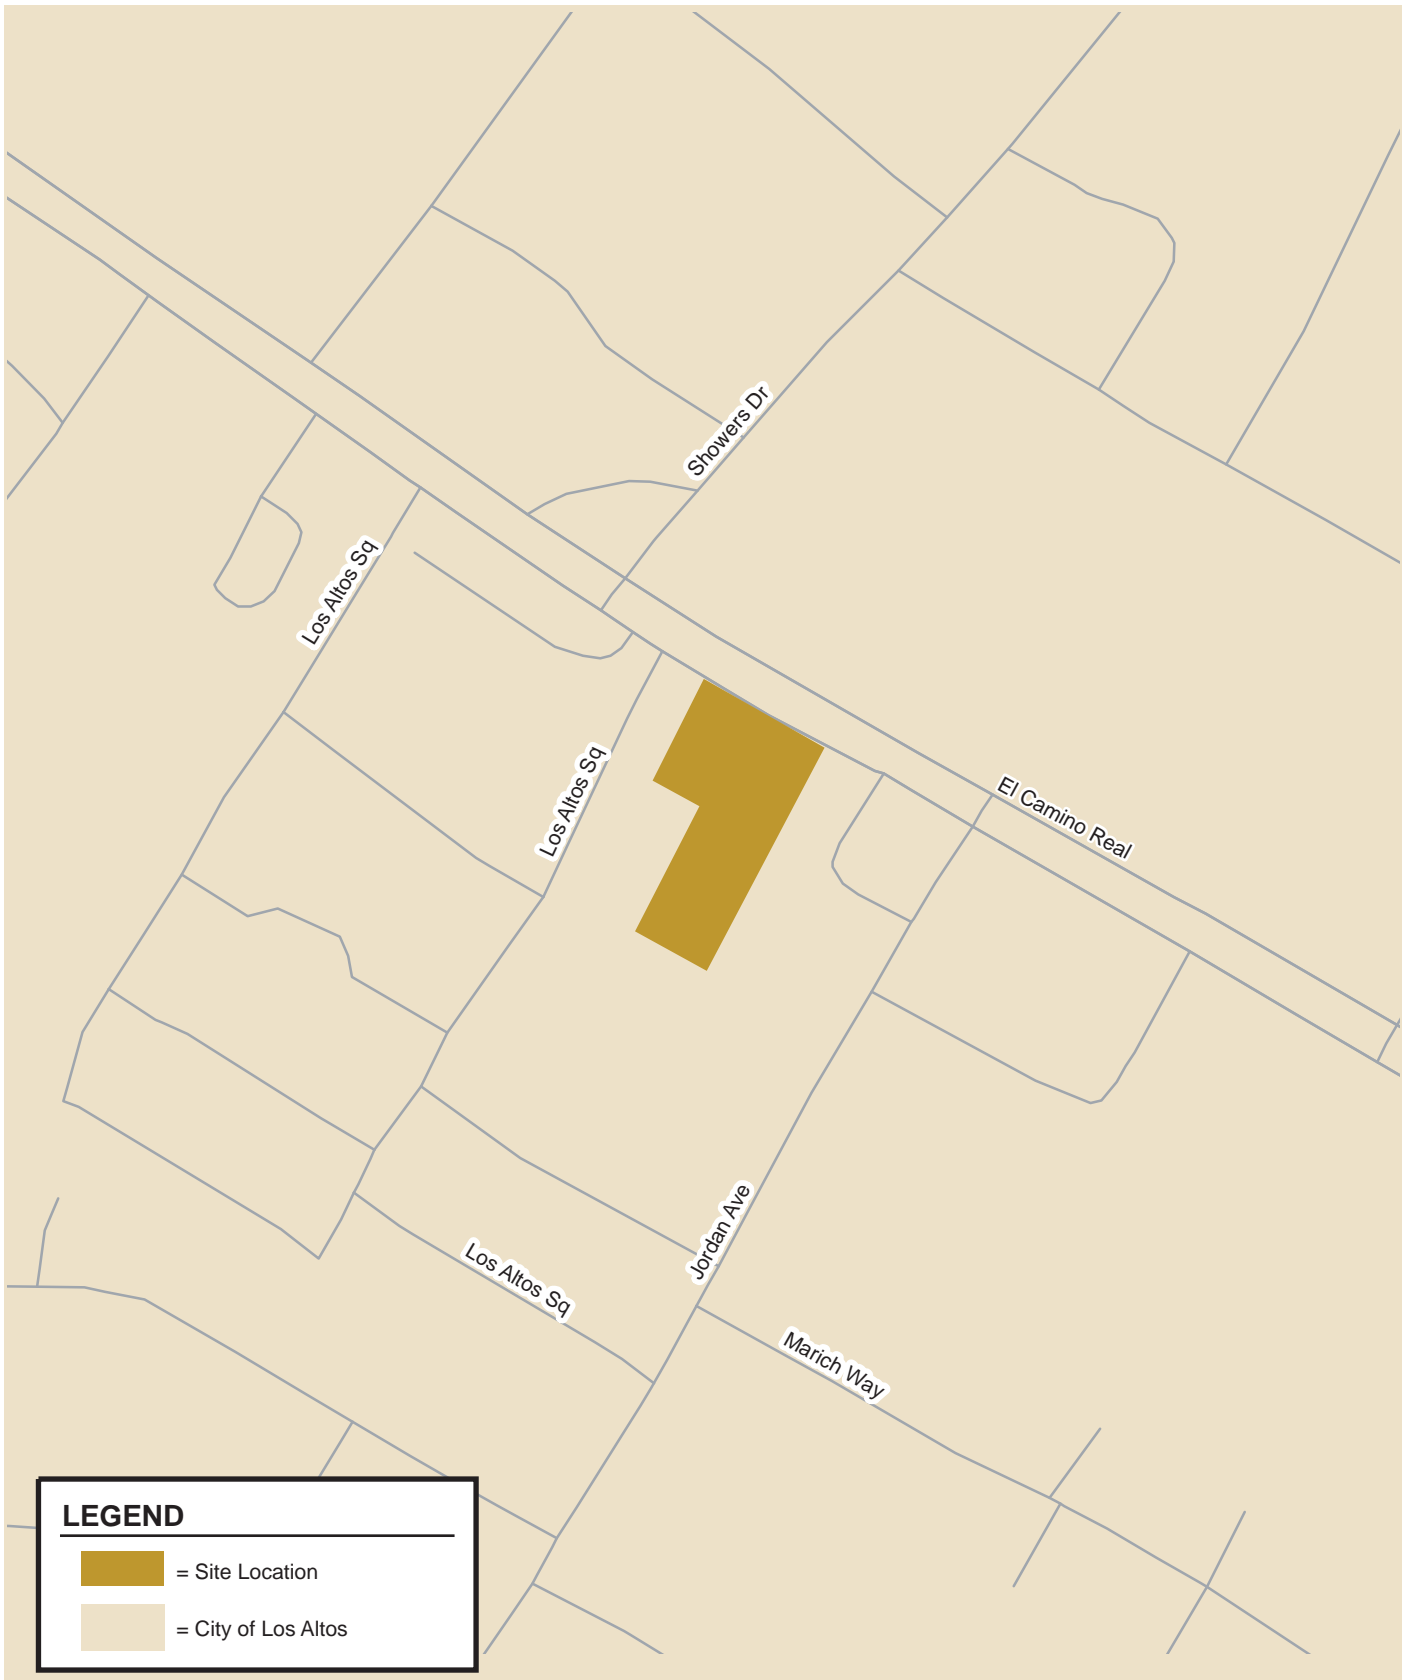 Showers Dr
Los Altos Sq
Los Altos Sq
El Camino Real
Jordan Ave
Los Altos Sq
Marich Way
LEGEND
= Site Location
= City of Los Altos